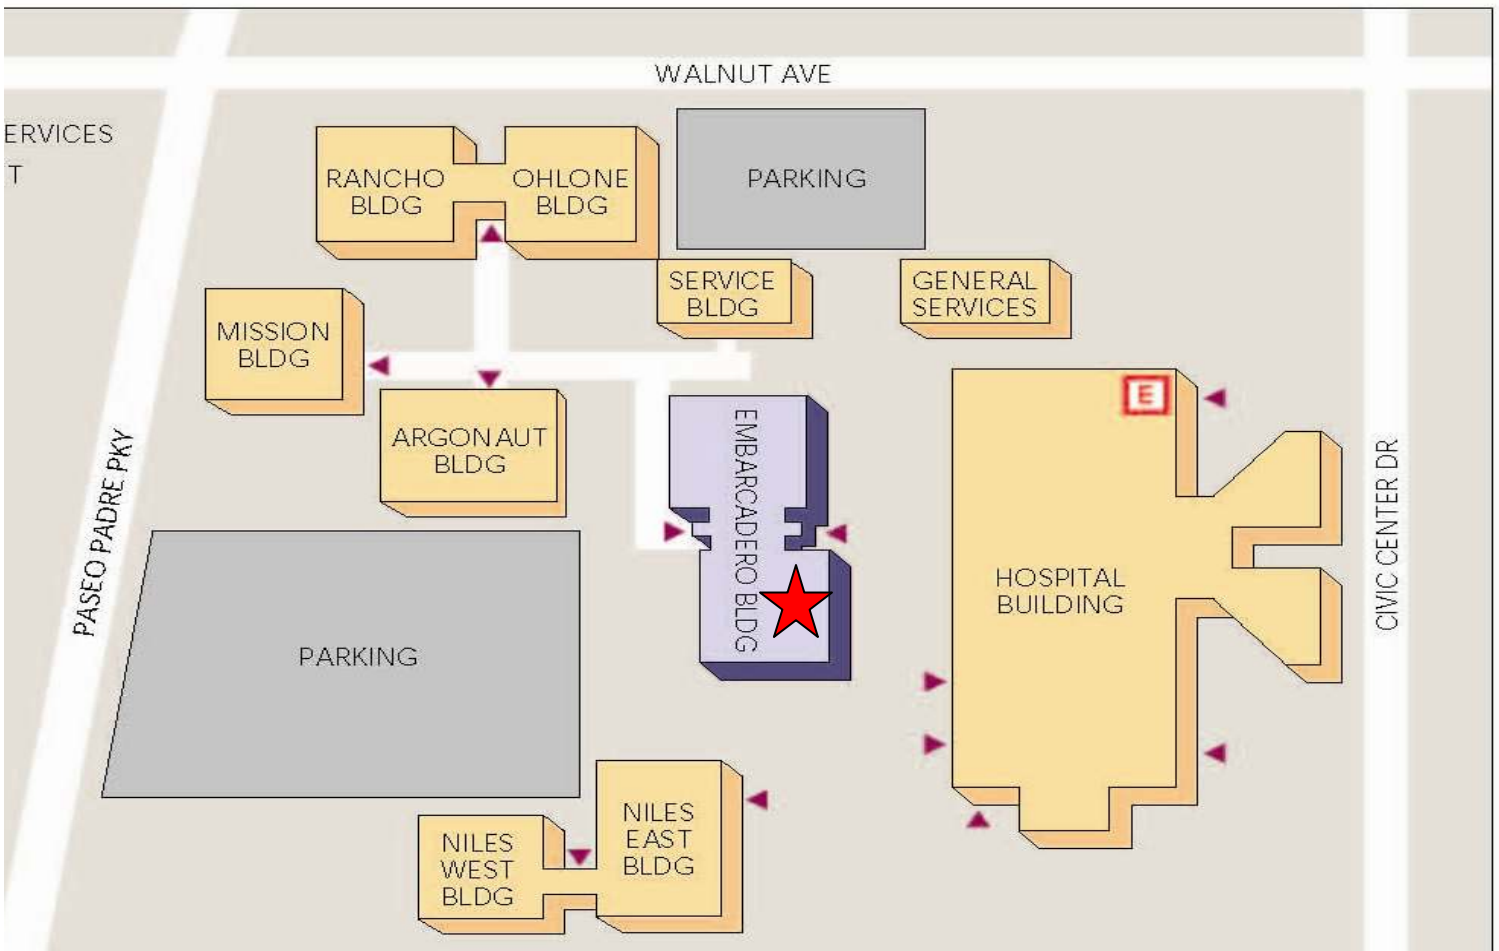 WALNUT AVE
ERVICES
T
RANCHO
BLDG
OHLONE
BLDG
PARKING
SERVICE
BLDG
GENERAL
SERVICES
MISSION
BLDG
ARGONAUT
BLDG
E
EMBARCADERO BLDG
PASEO PADRE PKY
CIVIC CENTER DR
HOSPITAL
BUILDING
PARKING
NILES
WEST
BLDG
NILES
EAST
BLDG